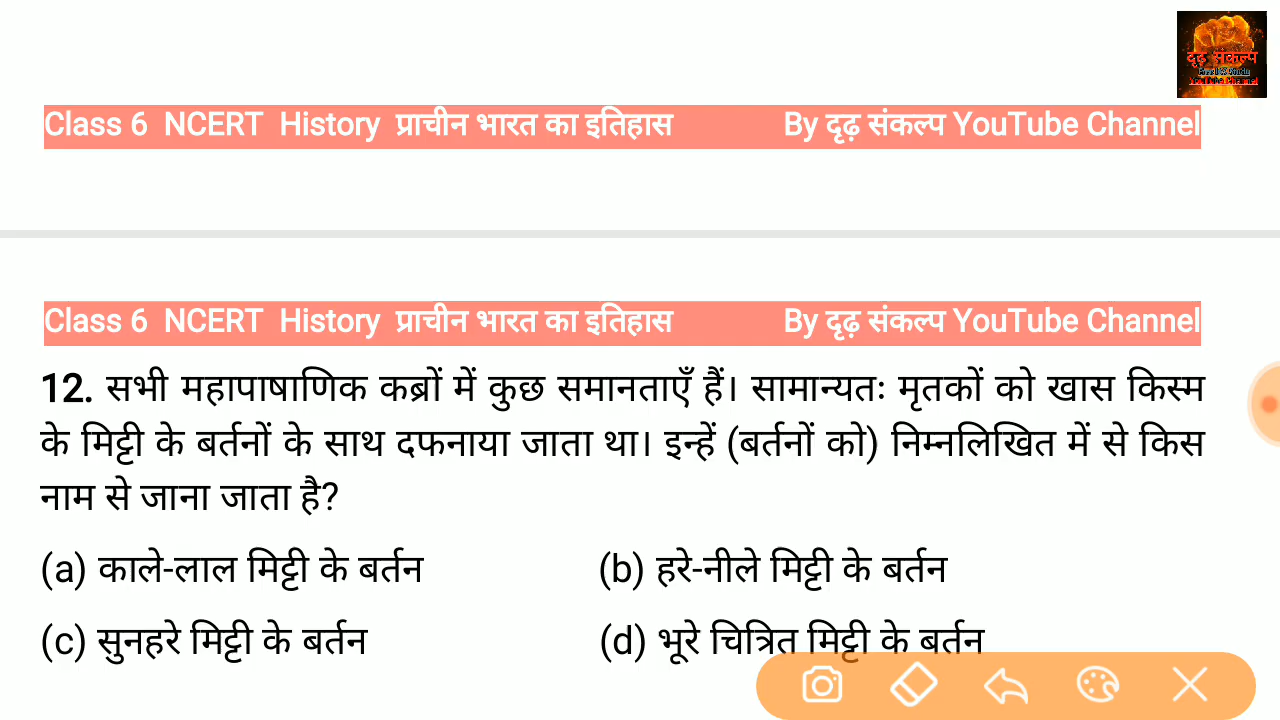 दृढ़ संकल्प
Class 6 NCERT History प्राचीन भारत का इतिहास By दृढ़ संकल्प YouTube Channel
Class 6 NCERT History प्राचीन भारत का इतिहास By दृढ़ संकल्प YouTube Channel
12. सभी महापाषाणिक कब्रों में कुछ समानताएँ हैं। सामान्यतः मृतकों को खास किस्म
के मिट्टी के बर्तनों के साथ दफनाया जाता था। इन्हें (बर्तनों को) निम्नलिखित में से किस
नाम से जाना जाता है?
(a) काले-लाल मिट्टी के बर्तन (b) हरे-नीले मिट्टी के बर्तन
(c) सुनहरे मिट्टी के बर्तन (d) भूरे चित्रित मिट्टी के बर्तन